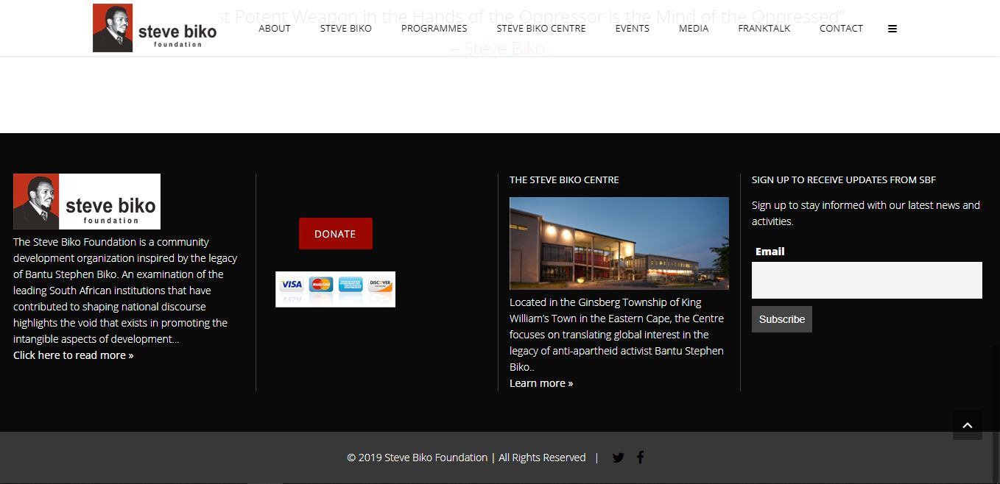 st Potent Weapon in the Hands of the Oppressor is the Mind of the Oppressed”
– Steve Biko
steve biko
foundation
ABOUT STEVE BIKO PROGRAMMES STEVE BIKO CENTRE EVENTS MEDIA FRANKTALK CONTACT
steve biko
foundation
The Steve Biko Foundation is a community
development organization inspired by the legacy
of Bantu Stephen Biko. An examination of the
leading South African institutions that have
contributed to shaping national discourse
highlights the void that exists in promoting the
intangible aspects of development...
Click here to read more »
DONATE
VISA MasterCard AMERICAN EXPRESS DISCOVER
THE STEVE BIKO CENTRE
Located in the Ginsberg Township of King
William’s Town in the Eastern Cape, the Centre
focuses on translating global interest in the
legacy of anti-apartheid activist Bantu Stephen
Biko..
Learn more »
SIGN UP TO RECEIVE UPDATES FROM SBF
Sign up to stay informed with our latest news and
activities.
Email
Subscribe
© 2019 Steve Biko Foundation | All Rights Reserved |